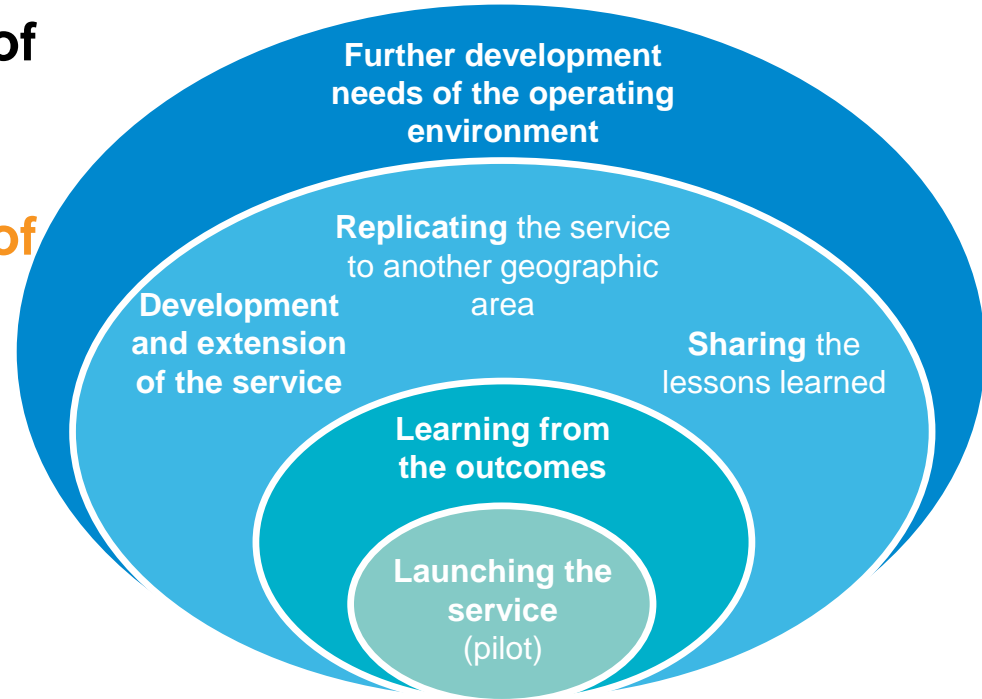 of
of
Further development
needs of the operating
environment
Replicating the service
to another geographic
area
Development
and extension
of the service
Sharing the
lessons learned
Learning from
the outcomes
Launching the
service
(pilot)